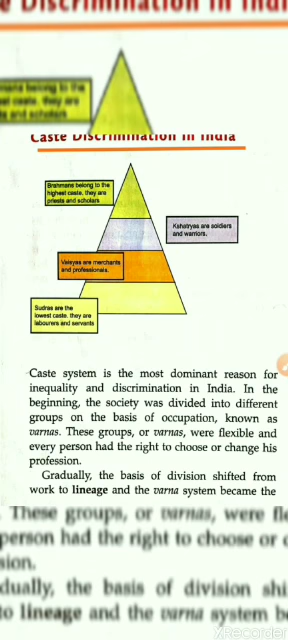 Caste Discrimination in India
Brahmans belong to the
highest caste. they are
priests and scholars
Kshatryas are soldiers
and warriors.
Vaisyas are merchants
and professionals.
Sudras are the
lowest caste. they are
labourers and servants
Caste system is the most dominant reason for
inequality and discrimination in India. In the
beginning, the society was divided into different
groups on the basis of occupation, known as
varnas. These groups, or varnas, were flexible and
every person had the right to choose or change his
profession.
Gradually, the basis of division shifted from
work to lineage and the varna system became the
. These groups, or varnas, were fle
person had the right to choose or c
sion.
dually, the basis of division shi
to lineage and the varna system be
XRecorder